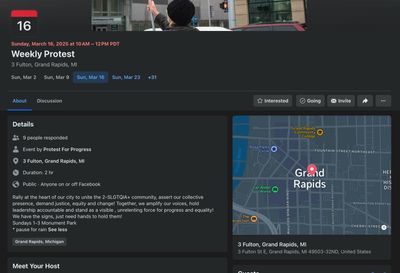 16
Sunday, March 16, 2025 at 10 AM – 12 PM PDT
Weekly Protest
3 Fulton, Grand Rapids, MI
Sun, Mar 2
Sun, Mar 9
Sun, Mar 16
Sun, Mar 23
+31
About
Discussion
Interested
Going
Invite
Details
9 people responded
Event by Protest For Progress
3 Fulton, Grand Rapids, MI
Duration: 2 hr
Public · Anyone on or off Facebook
Rally at the heart of our city to unite the 2-SLGTQIA+ community, assert our collective
presence, demand justice, equity and change! Together, we amplify our voices, hold
leadership accountable and stand as a visible , unrelenting force for progress and equality!
We have the signs, just need hands to hold them!
Sundays 1-3 Monument Park
* pause for rain See less
Grand Rapids, Michigan
Meet Your Host
Grand
Rapids
3 Fulton, Grand Rapids, MI
3 Fulton St E, Grand Rapids, MI 49503-32ND, United States
Guests